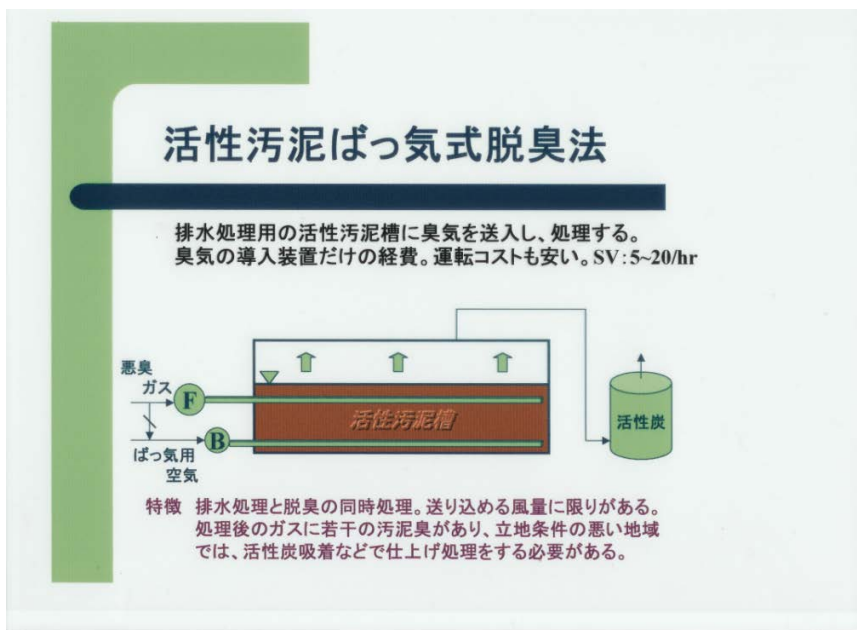 活性汚泥ばっ気式脱臭法
排水処理用の活性汚泥槽に臭気を送入し、処理する。
臭気の導入装置だけの経費。運転コストも安い。SV:5~20/hr
悪臭
ガス
F
活性汚泥槽
B
ばっ気用
空気
活性炭
特徴 排水処理と脱臭の同時処理。送り込める風量に限りがある。
処理後のガスに若干の汚泥臭があり、立地条件の悪い地域
では、活性炭吸着などで仕上げ処理をする必要がある。